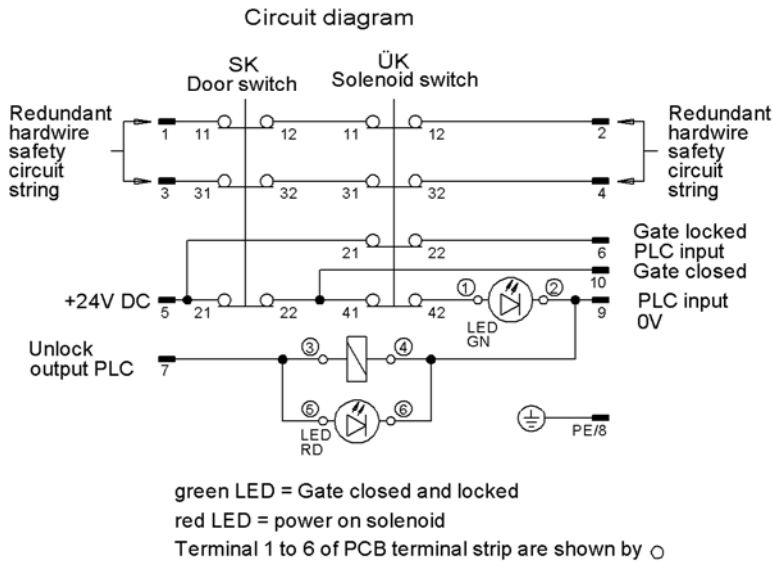 Circuit diagram
SK
Door switch
ÜK
Solenoid switch
Redundant
hardwire
safety
circuit
string
1 11 12 11 12 2
3 31 32 31 32 4
Redundant
hardwire
safety
circuit
string
21 22 6
Gate locked
PLC input
10
Gate closed
+24V DC
5 21 22 41 42 9
① ②
LED
GN
PLC input
0V
Unlock
output PLC
7
③ ④
⑤ ⑥
LED
RD
PE/8
green LED = Gate closed and locked
red LED = power on solenoid
Terminal 1 to 6 of PCB terminal strip are shown by